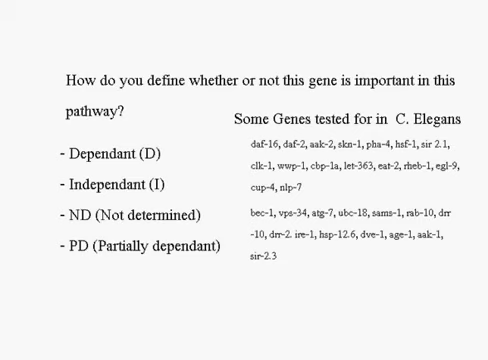 How do you define whether or not this gene is important in this
pathway?
Some Genes tested for in C. Elegans
- Dependant (D)
- Independant (I)
- ND (Not determined)
- PD (Partially dependant)
daf-16, daf-2, aak-2, skn-1, pha-4, hsf-1, sir 2.1,
clk-1, wwp-1, cbp-1a, let-363, eat-2, rheb-1, egl-9,
cup-4, nlp-7
bec-1, vps-34, atg-7, ubc-18, sams-1, rab-10, drr
-10, drr-2. ire-1, hsp-12.6, dve-1, age-1, aak-1,
sir-2.3